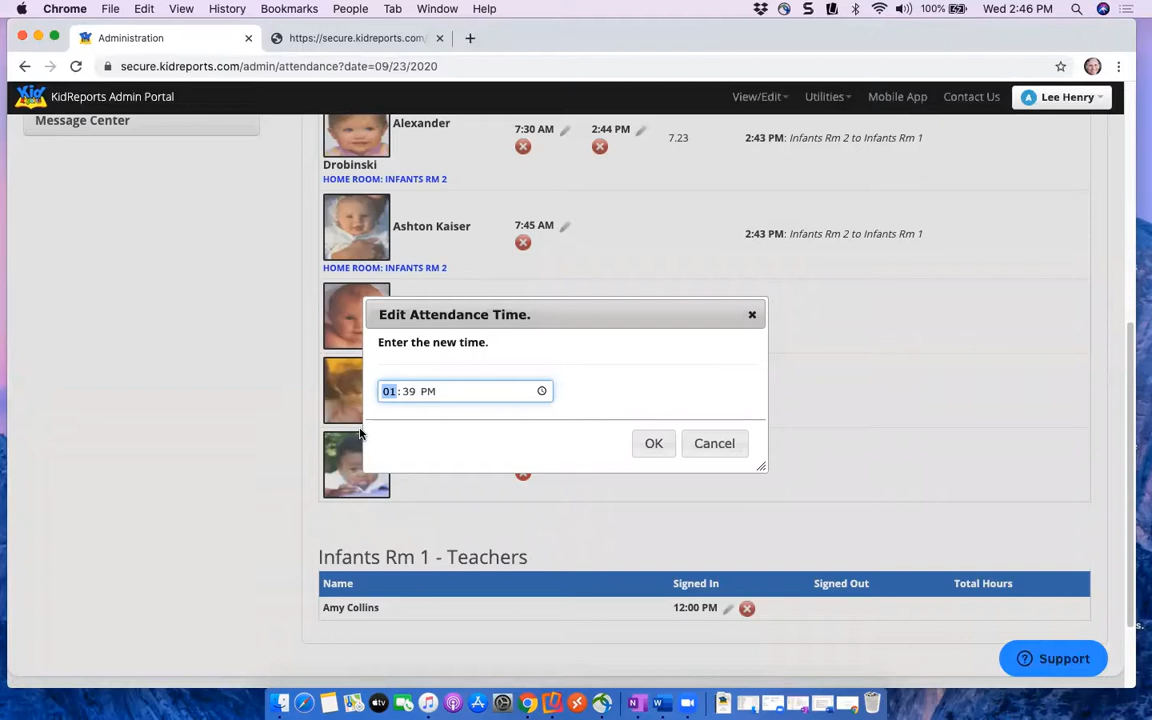 Chrome File Edit View History Bookmarks People Tab Window Help 100% Wed 2:46 PM
Administration https://secure.kidreports.com/
secure.kidreports.com/admin/attendance?date=09/23/2020
Kid KidReports Admin Portal View/Edit Utilities Mobile App Contact Us A Lee Henry
Message Center
Alexander 7:30 AM 2:44 PM 7.23 2:43 PM: Infants Rm 2 to Infants Rm 1
Drobinski
HOME ROOM: INFANTS RM 2
Ashton Kaiser 7:45 AM 2:43 PM: Infants Rm 2 to Infants Rm 1
HOME ROOM: INFANTS RM 2
Edit Attendance Time.
Enter the new time.
01:39 PM
OK Cancel
Infants Rm 1 - Teachers
Name Signed In Signed Out Total Hours
Amy Collins 12:00 PM
s.
? Support